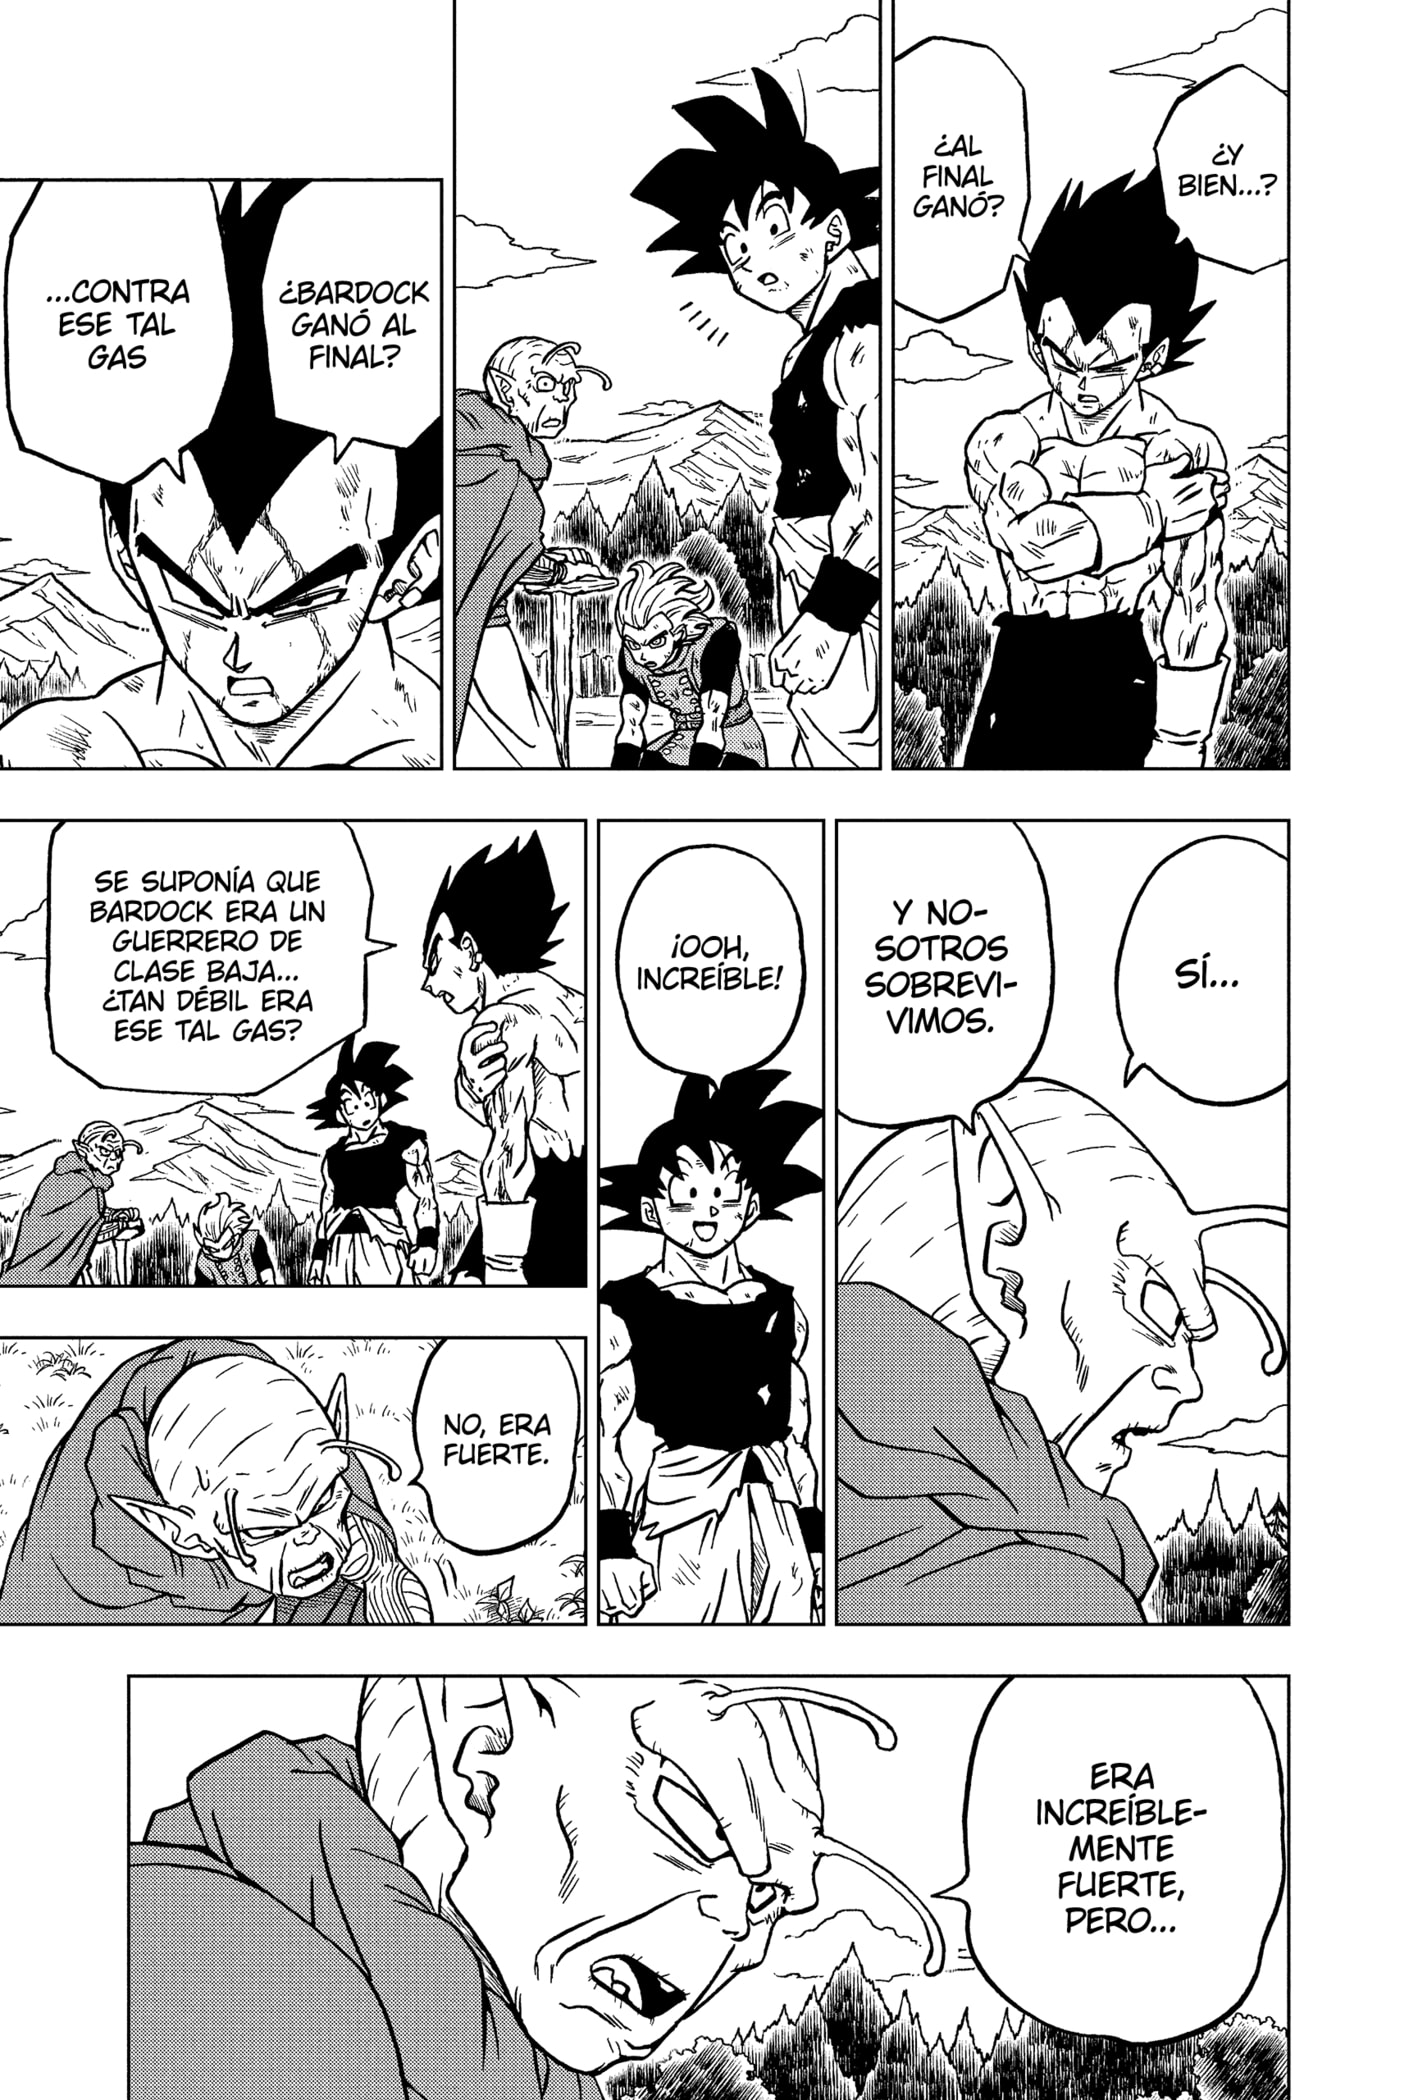 ¿Y
BIEN...?
¿AL
FINAL
GANÓ?
¿BARDOCK
GANÓ AL
FINAL?
...CONTRA
ESE TAL
GAS
SÍ...
Y NO-
SOTROS
SOBREVI-
VIMOS.
¡OOH,
INCREÍBLE!
SE SUPONÍA QUE
BARDOCK ERA UN
GUERRERO DE
CLASE BAJA...
¿TAN DÉBIL ERA
ESE TAL GAS?
NO, ERA
FUERTE.
ERA
INCREÍBLE-
MENTE
FUERTE,
PERO...